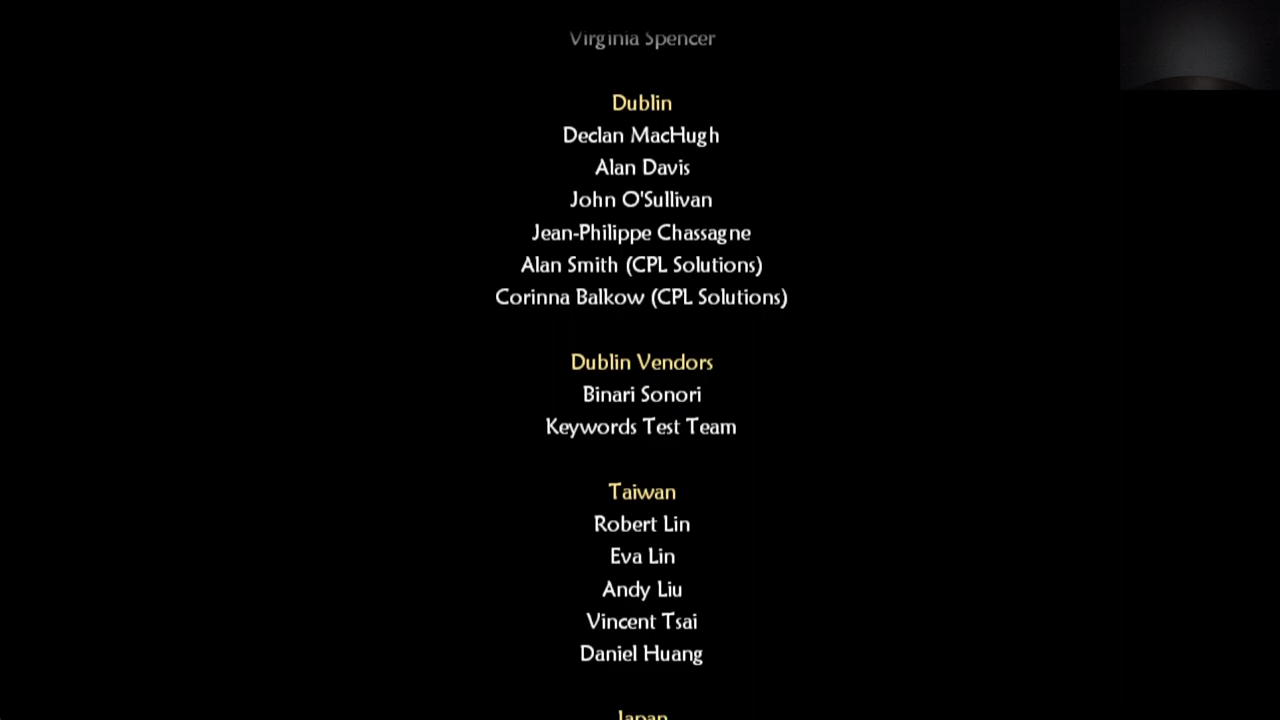 Virginia Spencer
Dublin
Declan MacHugh
Alan Davis
John O'Sullivan
Jean-Philippe Chassagne
Alan Smith (CPL Solutions)
Corinna Balkow (CPL Solutions)
Dublin Vendors
Binari Sonori
Keywords Test Team
Taiwan
Robert Lin
Eva Lin
Andy Liu
Vincent Tsai
Daniel Huang
Japan